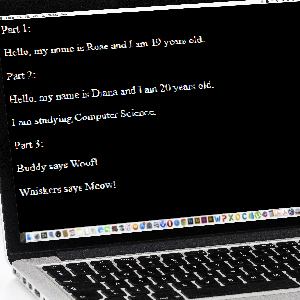 Part 1:
Hello, my name is Rose and I am 19 years old.
Part 2:
Hello, my name is Diana and I am 20 years old.
I am studying Computer Science.
Part 3:
Buddy says Woof!
Whiskers says Meow!